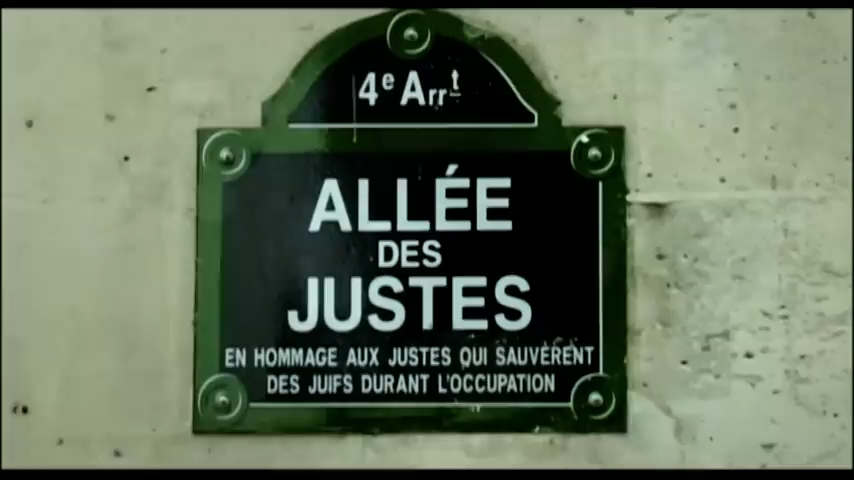 4e Arrt
ALLÉE
DES
JUSTES
EN HOMMAGE AUX JUSTES QUI SAUVÈRENT
DES JUIFS DURANT L'OCCUPATION